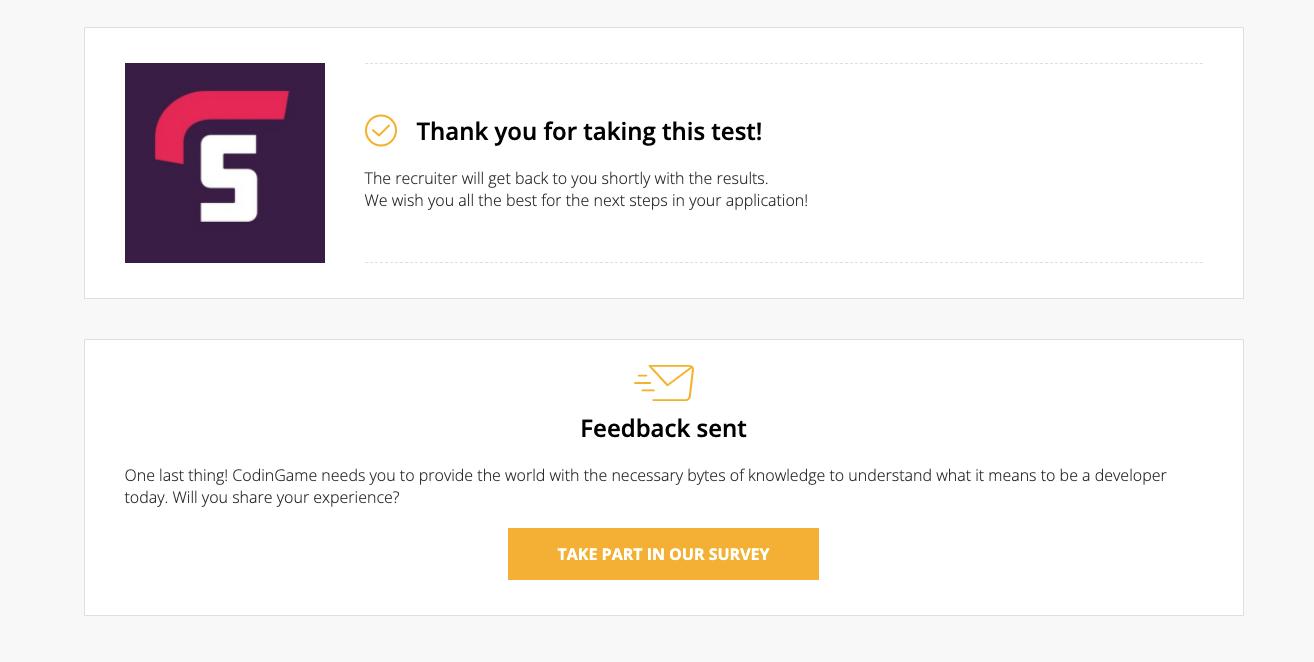 S
Thank you for taking this test!
The recruiter will get back to you shortly with the results.
We wish you all the best for the next steps in your application!
Feedback sent
One last thing! CodinGame needs you to provide the world with the necessary bytes of knowledge to understand what it means to be a developer
today. Will you share your experience?
TAKE PART IN OUR SURVEY